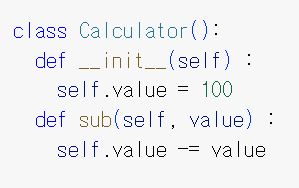 class Calculator():
  def __init__(self) :
    self.value = 100
  def sub(self, value) :
    self.value -= value